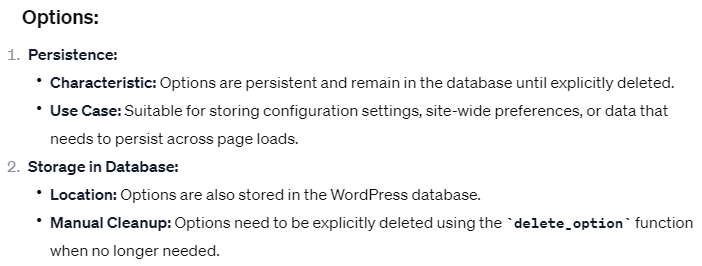 Options:
1. Persistence:
• Characteristic: Options are persistent and remain in the database until explicitly deleted.
• Use Case: Suitable for storing configuration settings, site-wide preferences, or data that
needs to persist across page loads.
2. Storage in Database:
• Location: Options are also stored in the WordPress database.
• Manual Cleanup: Options need to be explicitly deleted using the `delete_option` function
when no longer needed.